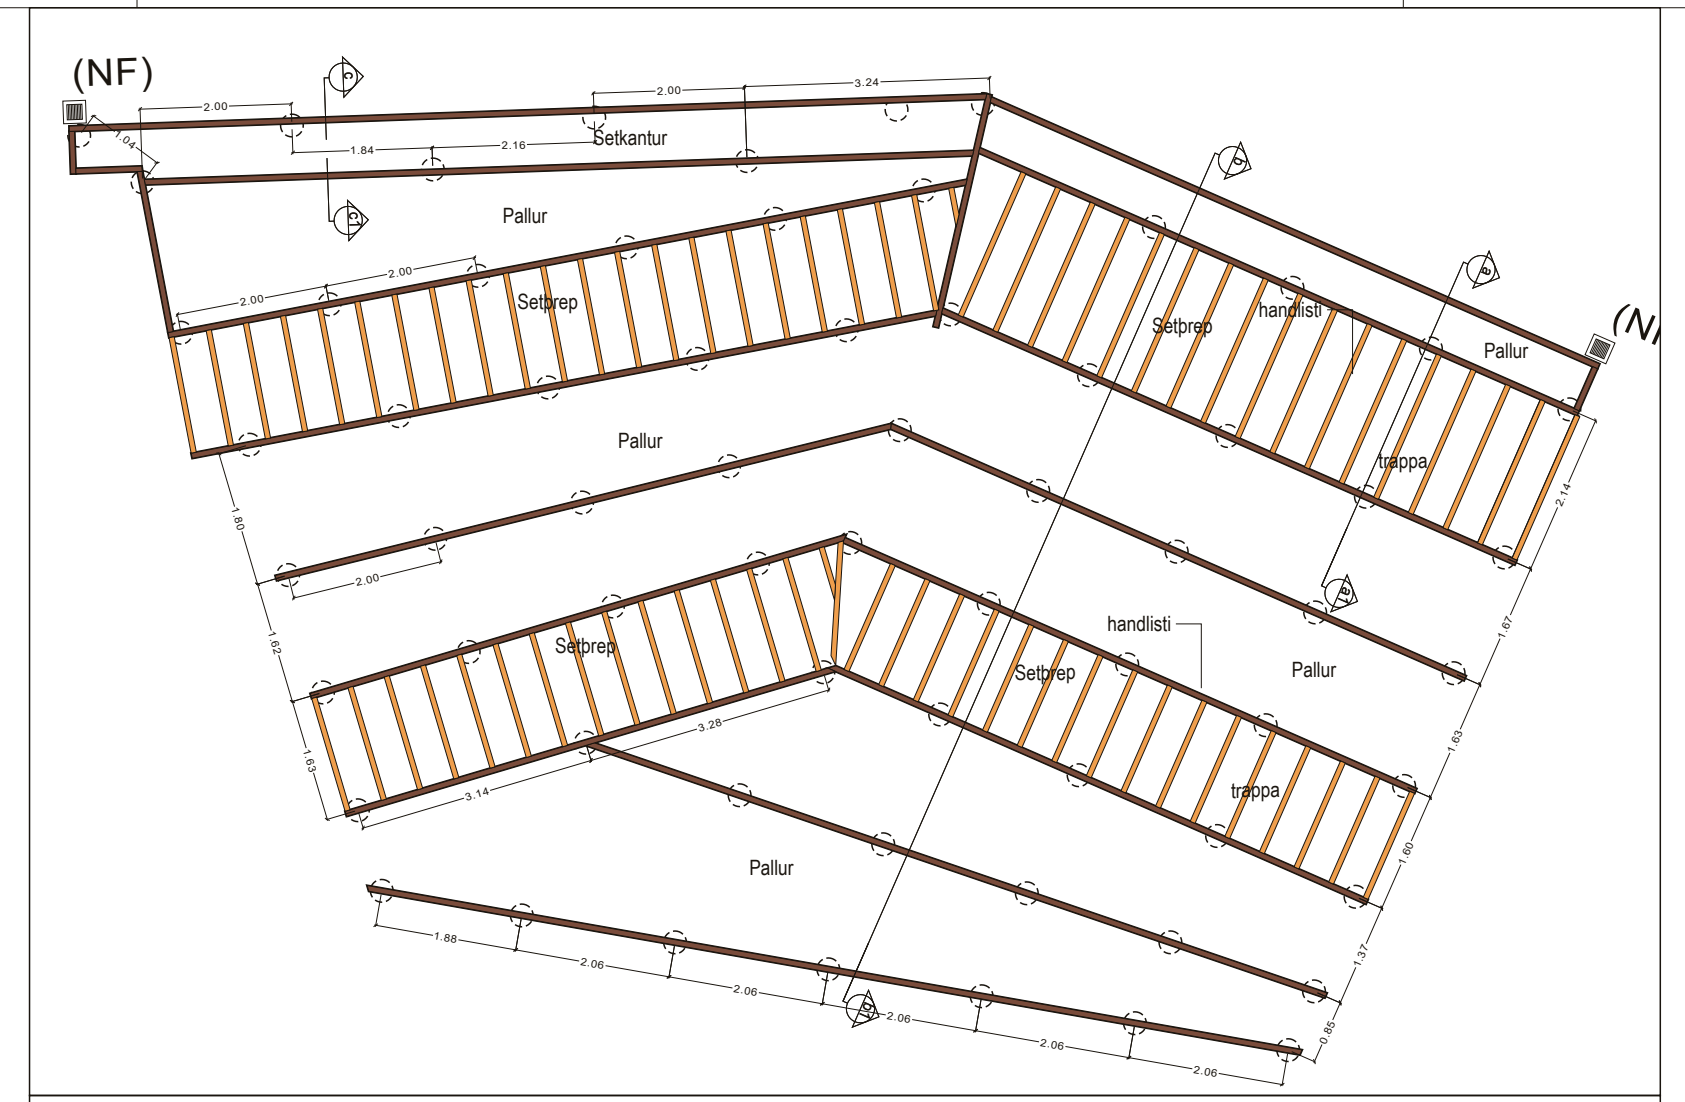 (NF)
c
2.00
2.00
3.24
1.04
Setkantur
1.84
2.16
b
c1
Pallur
a
2.00
2.00
Setþrep
handlisti
Setþrep
Pallur
Pallur
trappa
2.14
1.80
2.00
a1
handlisti
1.67
1.62
Setþrep
Setþrep
Pallur
3.28
1.63
1.63
3.14
trappa
1.60
Pallur
1.88
2.06
1.37
2.06
b1
2.06
0.85
2.06
2.06